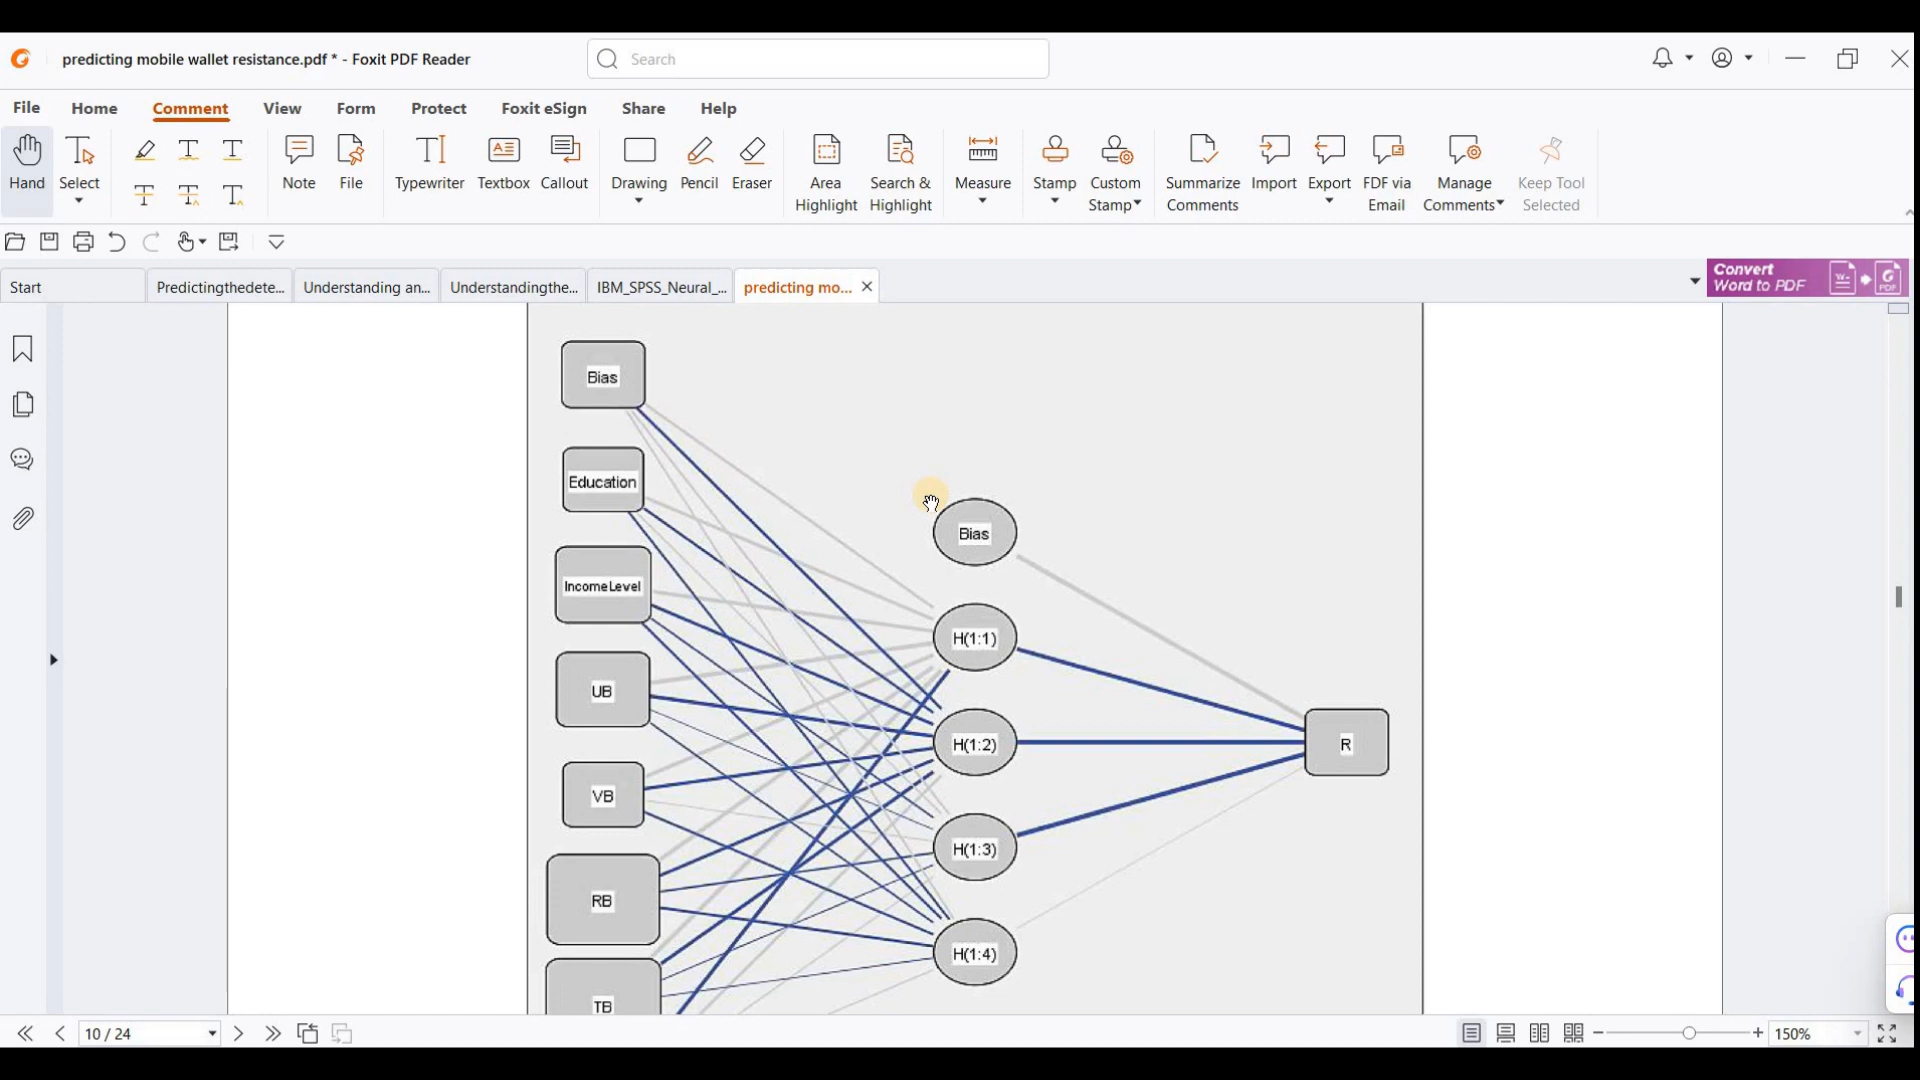 predicting mobile wallet resistance.pdf * - Foxit PDF Reader
Search
File Home Comment View Form Protect Foxit eSign Share Help
Hand Select Note File Typewriter Textbox Callout Drawing Pencil Eraser Area Highlight Search & Highlight Measure Stamp Custom Stamp Summarize Comments Import Export FDF via Email Manage Comments Keep Tool Selected
Start Predictingthedete... Understanding an... Understandingthe... IBM_SPSS_Neural_... predicting mo...
Convert
Word to PDF
Bias
Education
Bias
IncomeLevel
H(1:1)
UB
H(1:2)
R
VB
H(1:3)
RB
H(1:4)
TB
10 / 24
150%